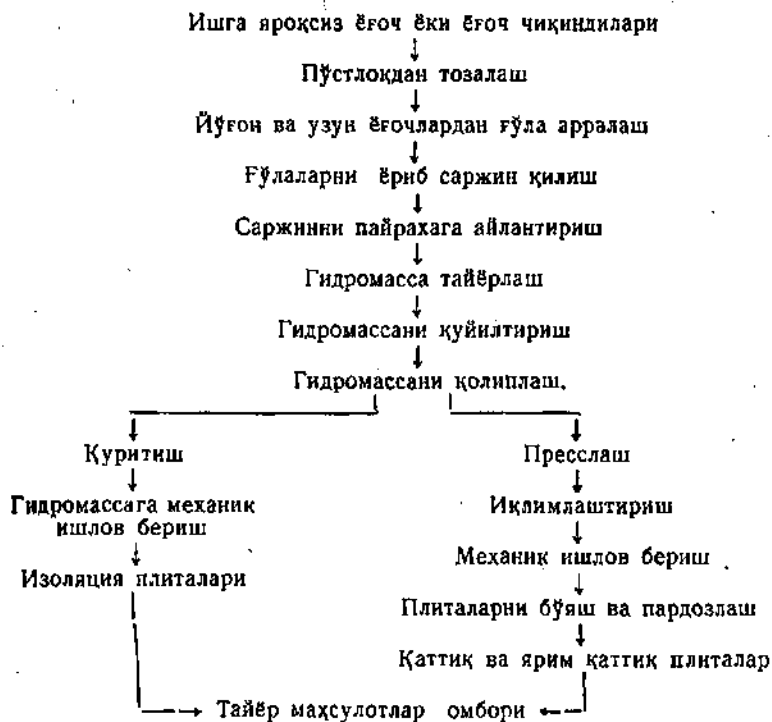 Ишга яроқсиз ёғоч ёки ёғоч чиқиндилари
Пўстлоқдан тозалаш
Йўғон ва узун ёғочлардан ғўла арралаш
Ғўлаларни ёриб саржин қилиш
Саржинни пайрахага айлантириш
Гидромасса тайёрлаш
Гидромассани қуйилтириш
Гидромассани қолиплаш.
Қуритиш
Гидромассага механик
ишлов бериш
Изоляция плиталари
Пресслаш
Иқлимлаштириш
Механик ишлов бериш
Плиталарни бўяш ва пардозлаш
Қаттиқ ва ярим қаттиқ плиталар
Тайёр маҳсулотлар омбори